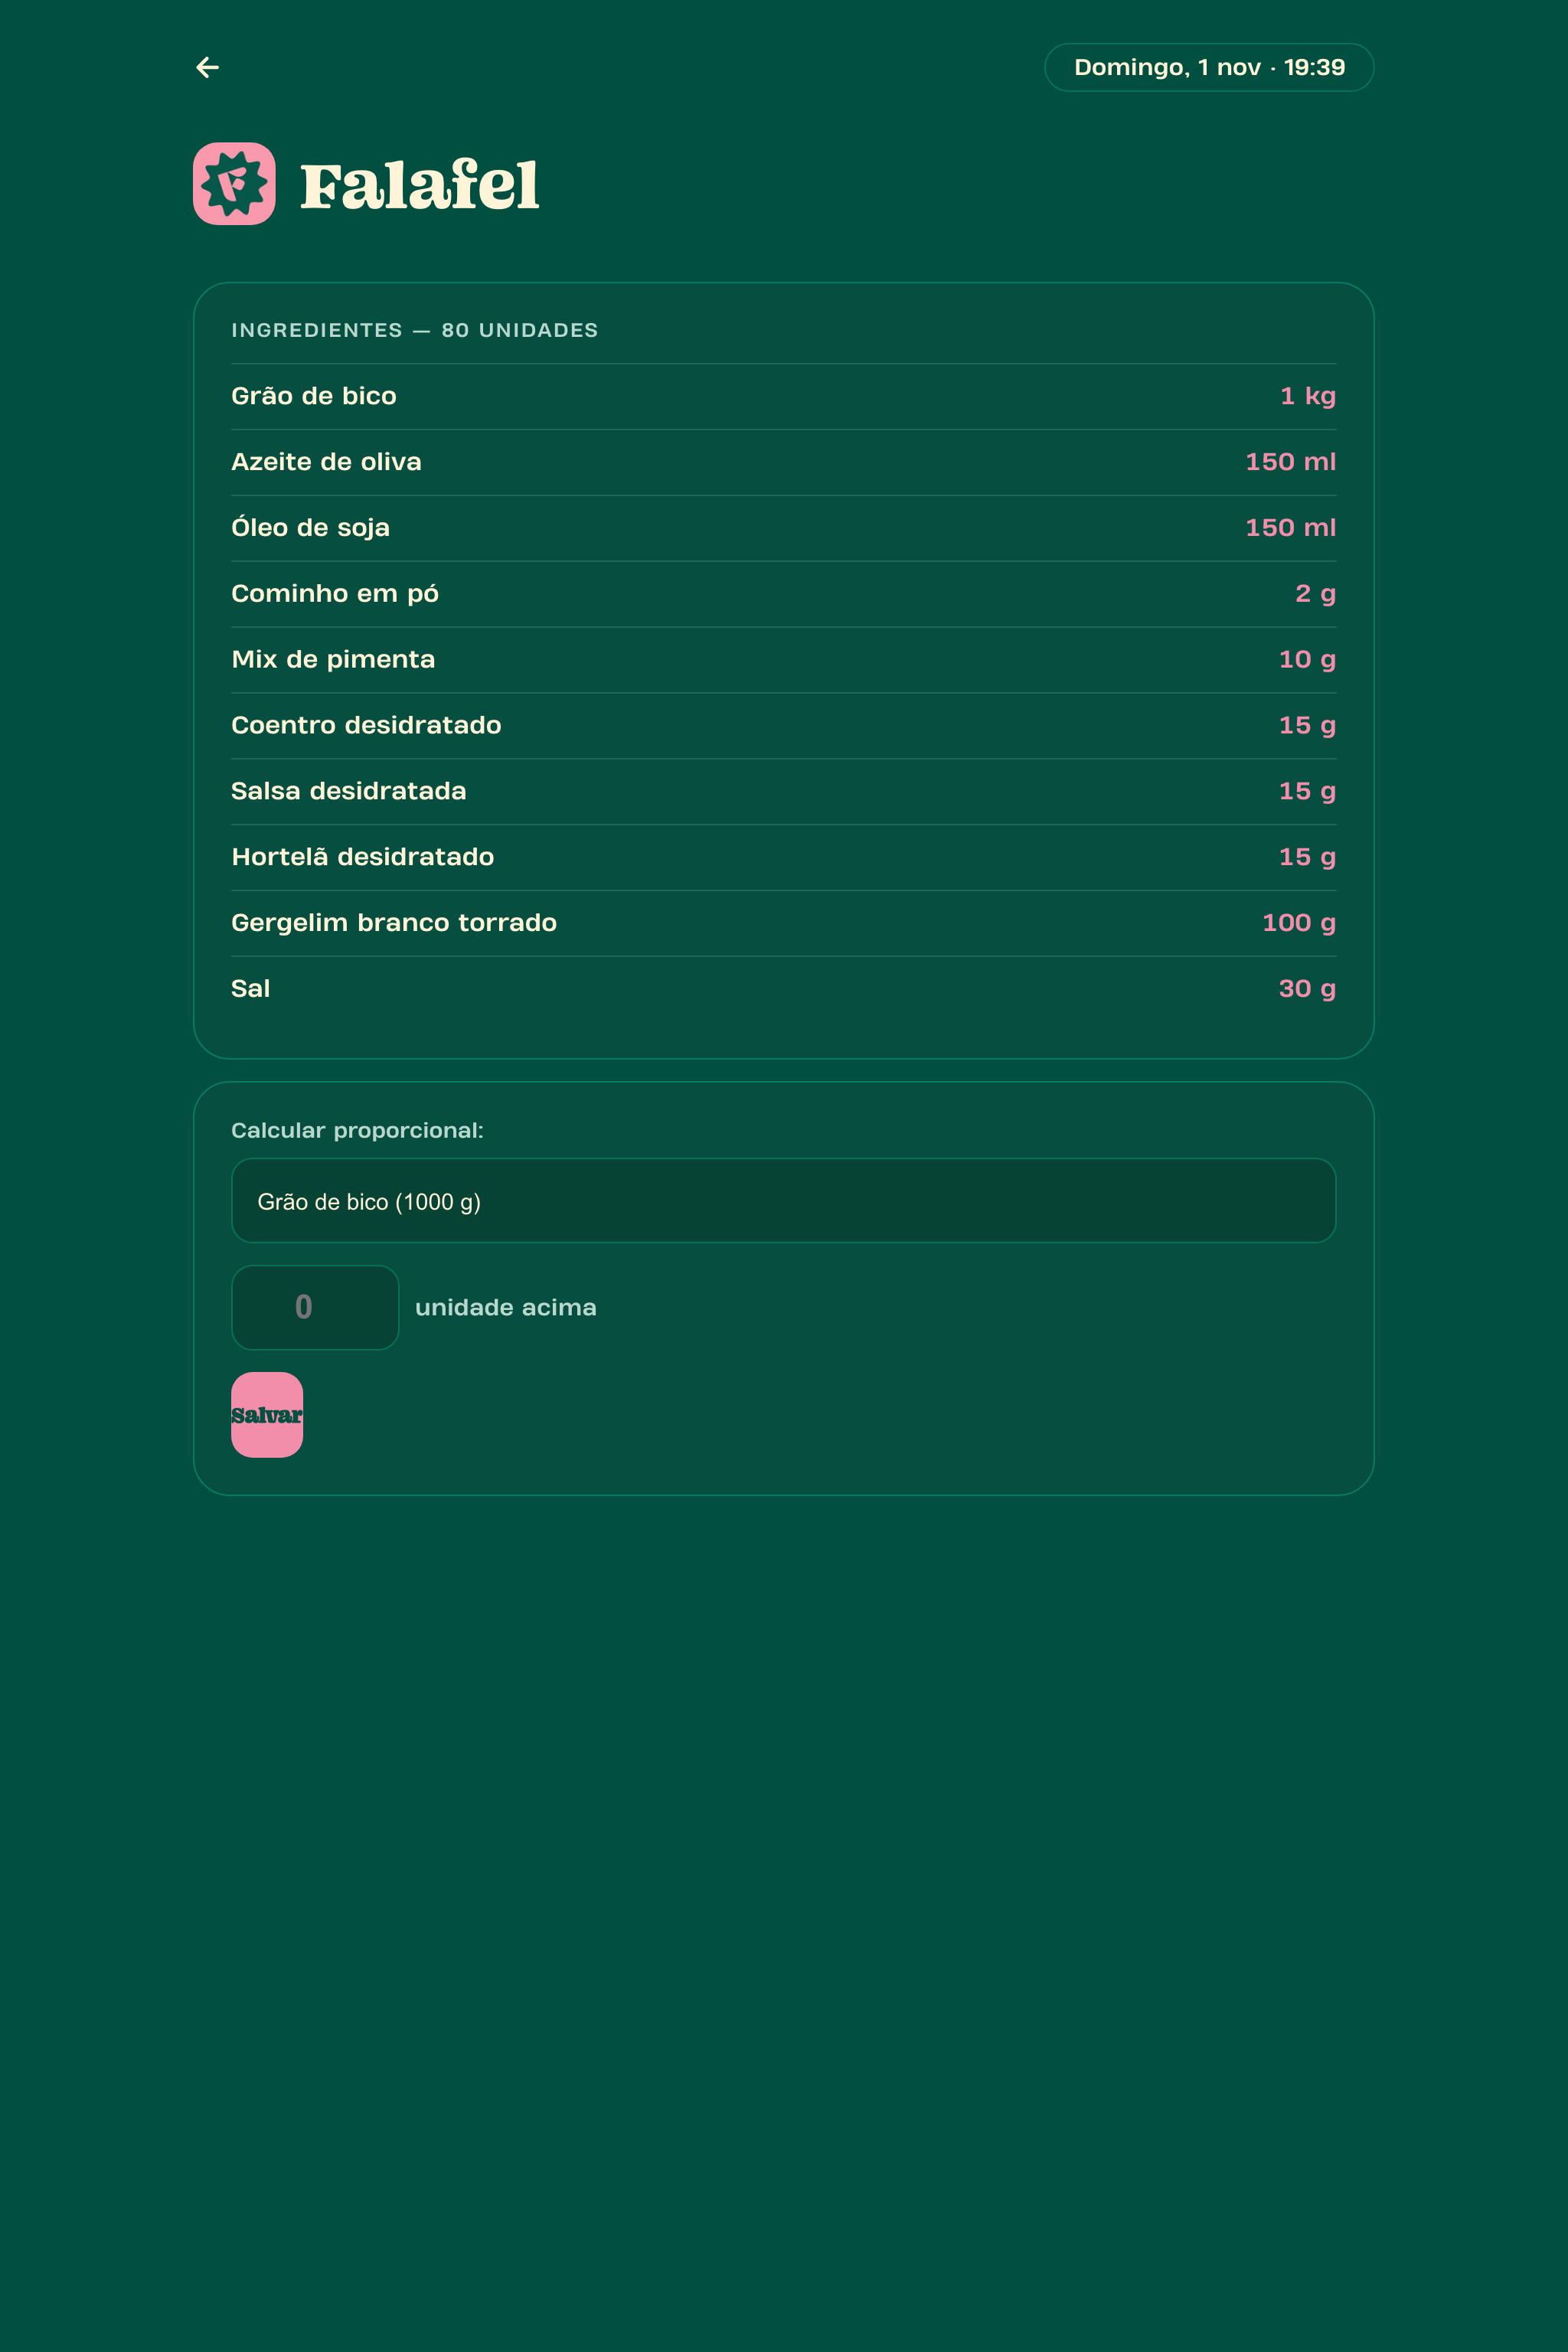 Domingo, 1 nov · 19:39
F
Falafel
INGREDIENTES — 80 UNIDADES
Grão de bico 1 kg
Azeite de oliva 150 ml
Óleo de soja 150 ml
Cominho em pó 2 g
Mix de pimenta 10 g
Coentro desidratado 15 g
Salsa desidratada 15 g
Hortelã desidratado 15 g
Gergelim branco torrado 100 g
Sal 30 g
Calcular proporcional:
Grão de bico (1000 g)
0 unidade acima
Salvar